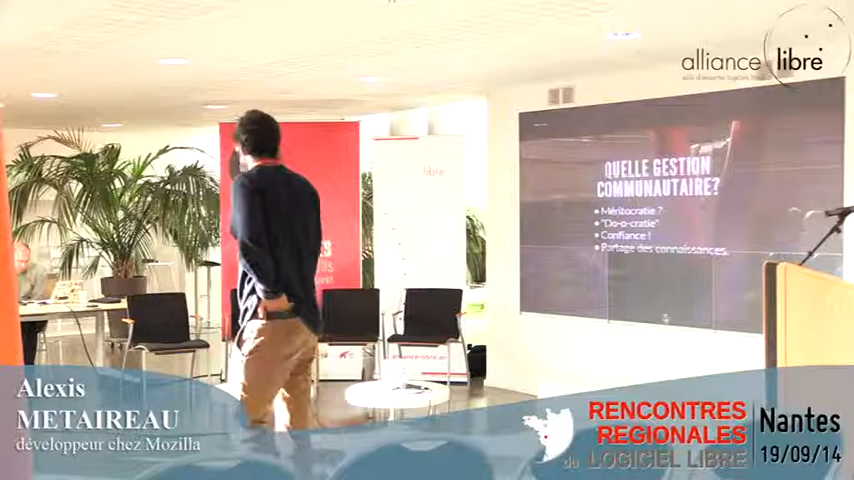 alliance libre
QUELLE GESTION
COMMUNAUTAIRE?
• Méritocratie ?
• "Do-o-cratie"
• Confiance !
• Partage des connaissances.
libre
Alexis
METAIREAU
développeur chez Mozilla
RENCONTRES
REGIONALES
du LOGICIEL LIBRE
Nantes
19/09/14